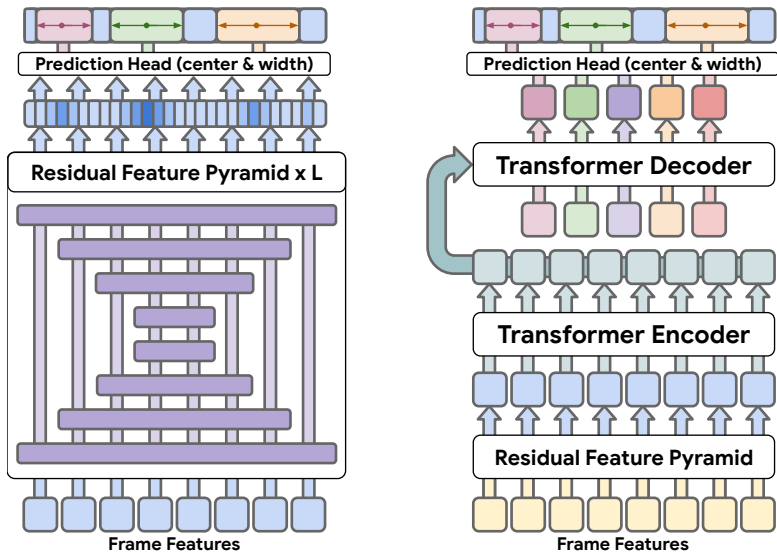 Prediction Head (center & width)
Residual Feature Pyramid x L
Frame Features
Prediction Head (center & width)
Transformer Decoder
Transformer Encoder
Residual Feature Pyramid
Frame Features